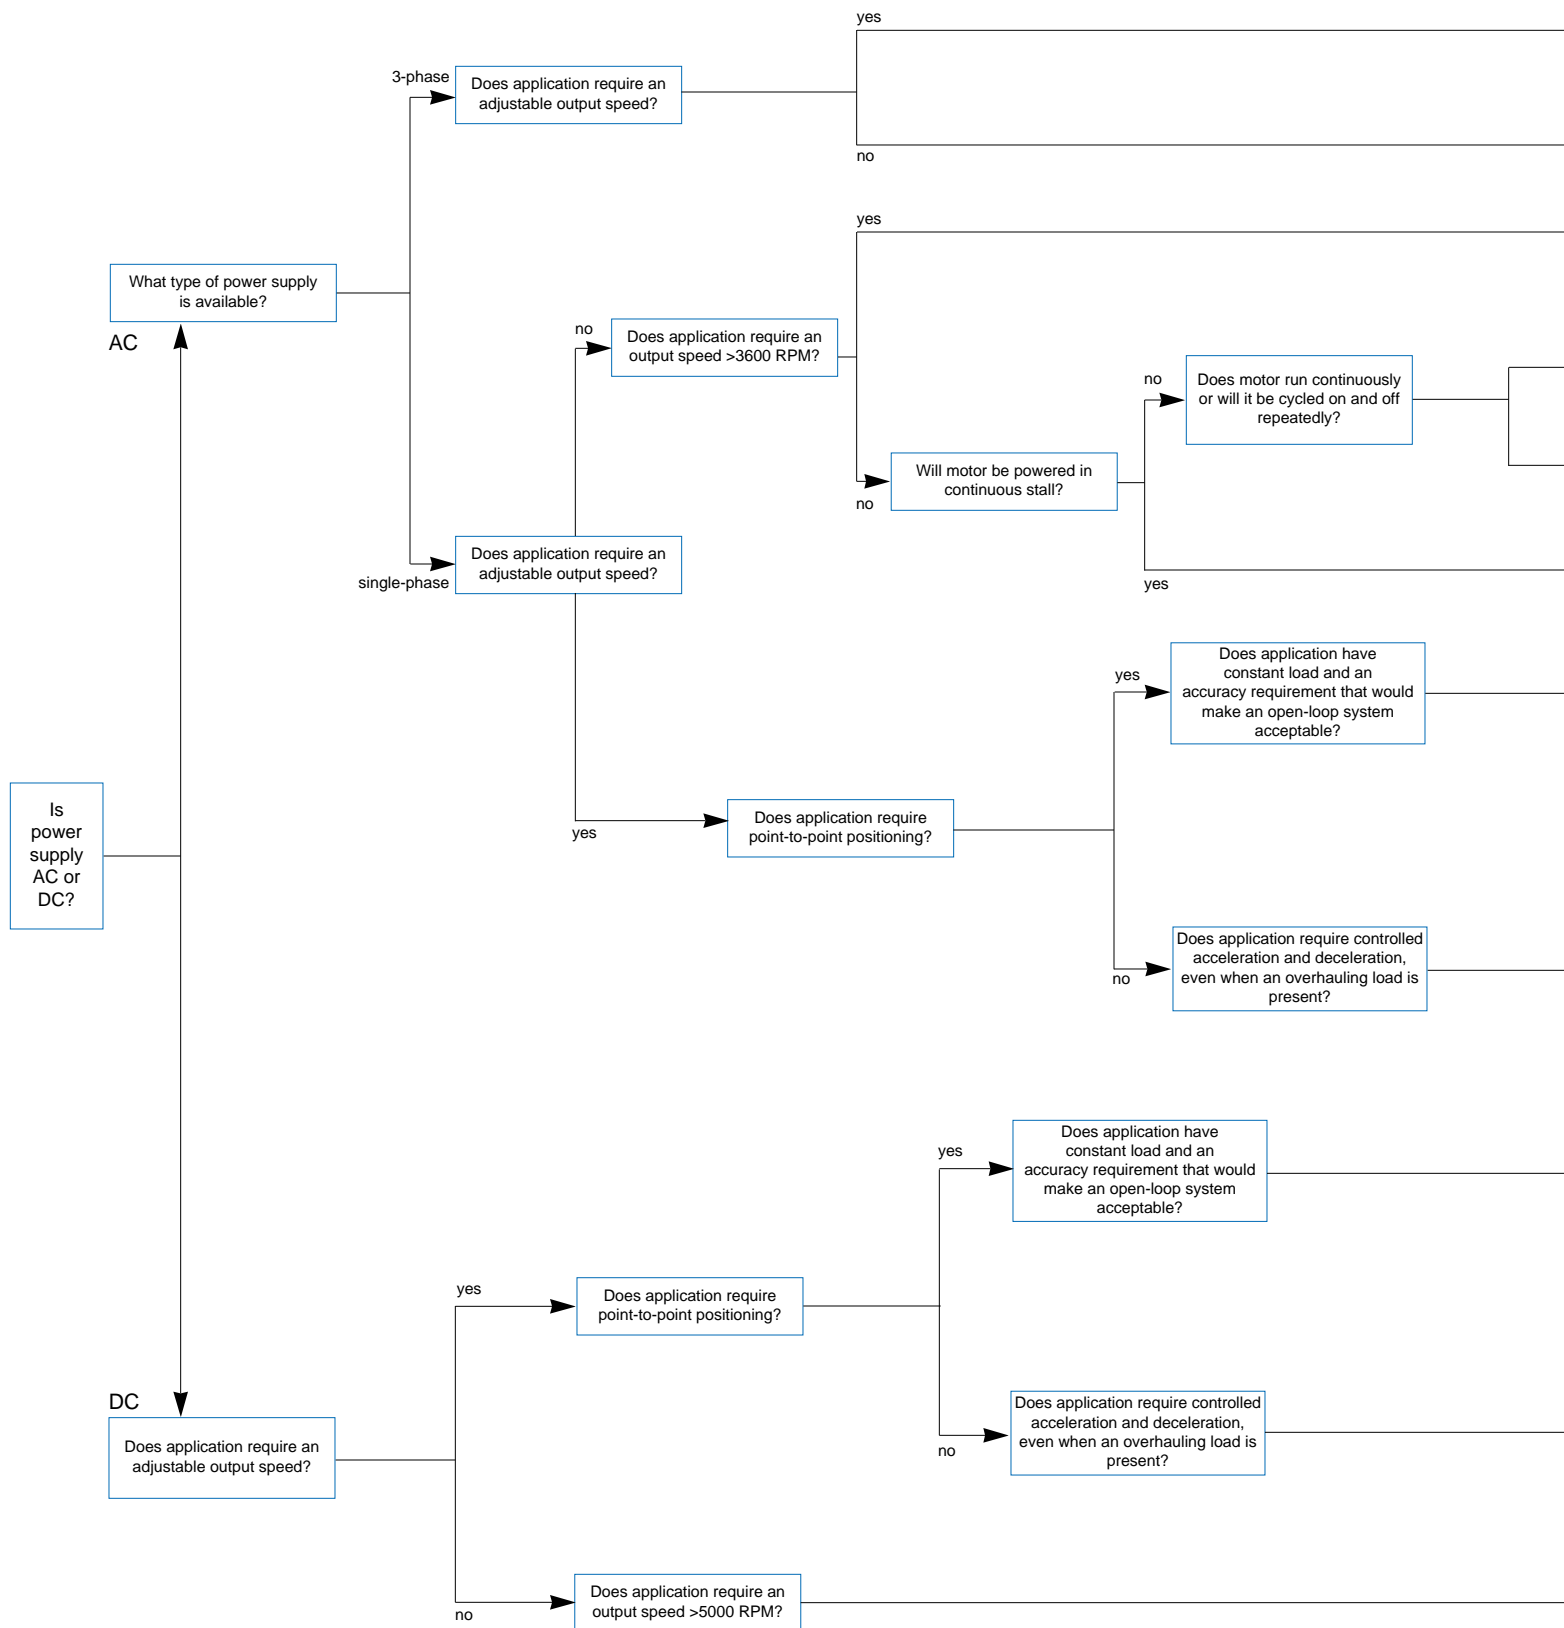 yes
3-phase
Does application require an
adjustable output speed?
no
yes
What type of power supply
is available?
AC
no
Does application require an
output speed >3600 RPM?
no
Does motor run continuously
or will it be cycled on and off
repeatedly?
Will motor be powered in
continuous stall?
no
single-phase
Does application require an
adjustable output speed?
yes
yes
Does application have
constant load and an
accuracy requirement that would
make an open-loop system
acceptable?
Is
power
supply
AC or
DC?
yes
Does application require
point-to-point positioning?
no
Does application require controlled
acceleration and deceleration,
even when an overhauling load is
present?
yes
Does application have
constant load and an
accuracy requirement that would
make an open-loop system
acceptable?
yes
Does application require
point-to-point positioning?
DC
Does application require an
adjustable output speed?
no
Does application require controlled
acceleration and deceleration,
even when an overhauling load is
present?
no
Does application require an
output speed >5000 RPM?